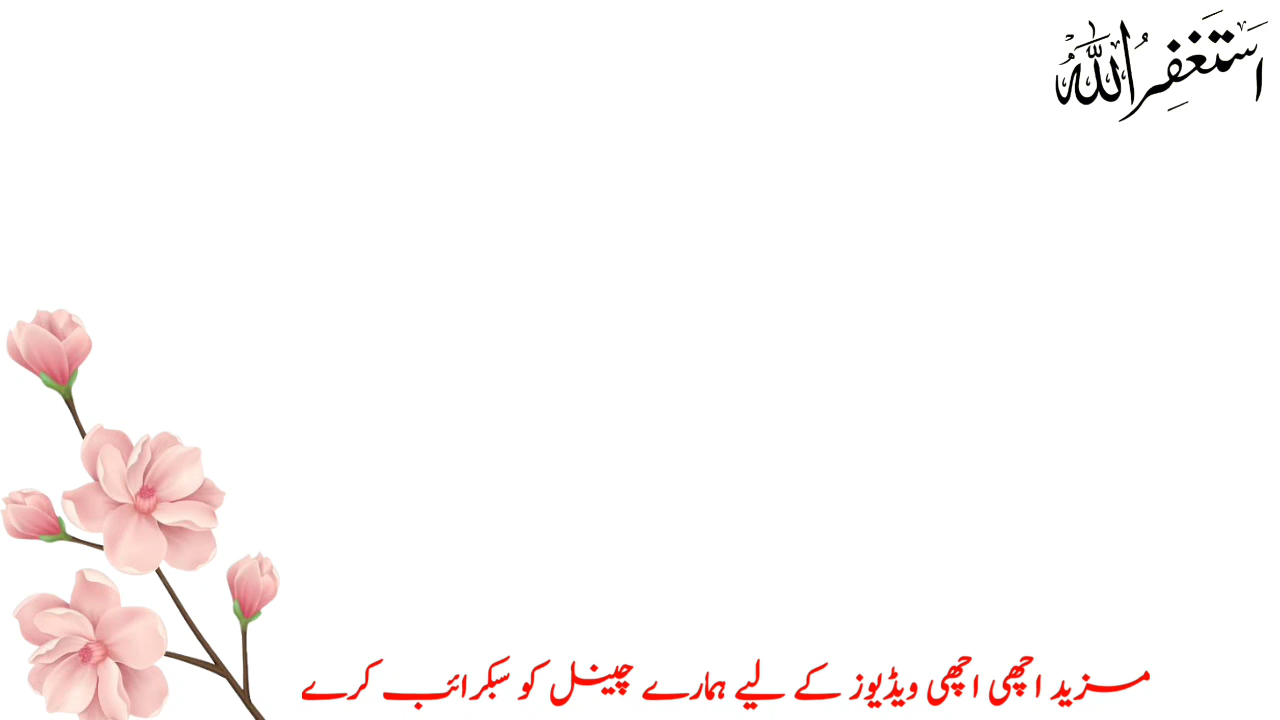 اَسْتَغْفِرُ اللّٰهَ
مزید اچھی اچھی ویڈیوز کے لیے ہمارے چینل کو سبکرائب کرے